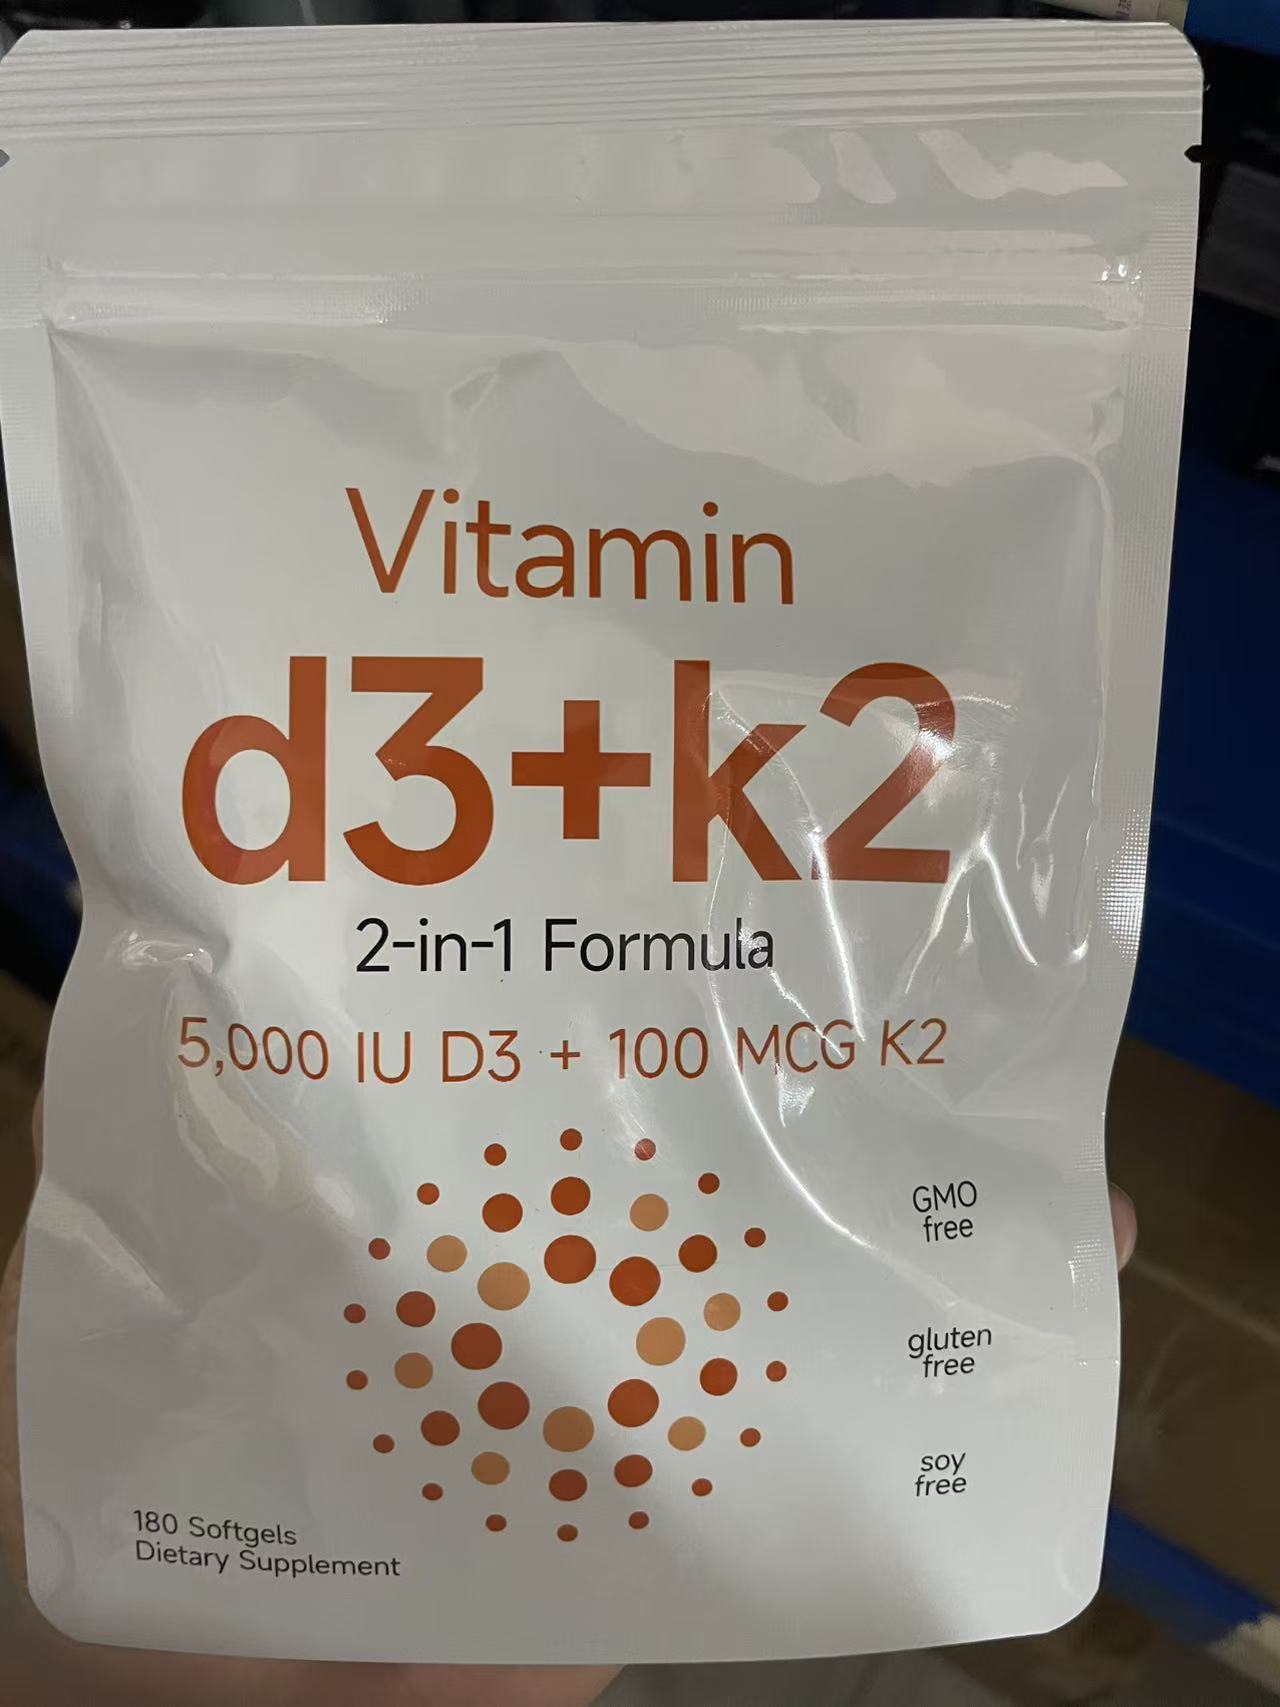 Vitamin
d3+k2
2-in-1 Formula
5,000 IU D3 + 100 MCG K2
GMO
free
gluten
free
soy
free
180 Softgels
Dietary Supplement